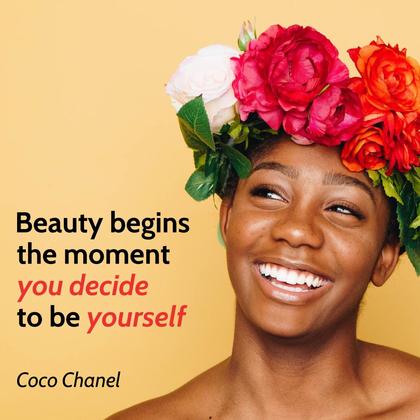 Beauty begins
the moment
you decide
to be yourself
Coco Chanel